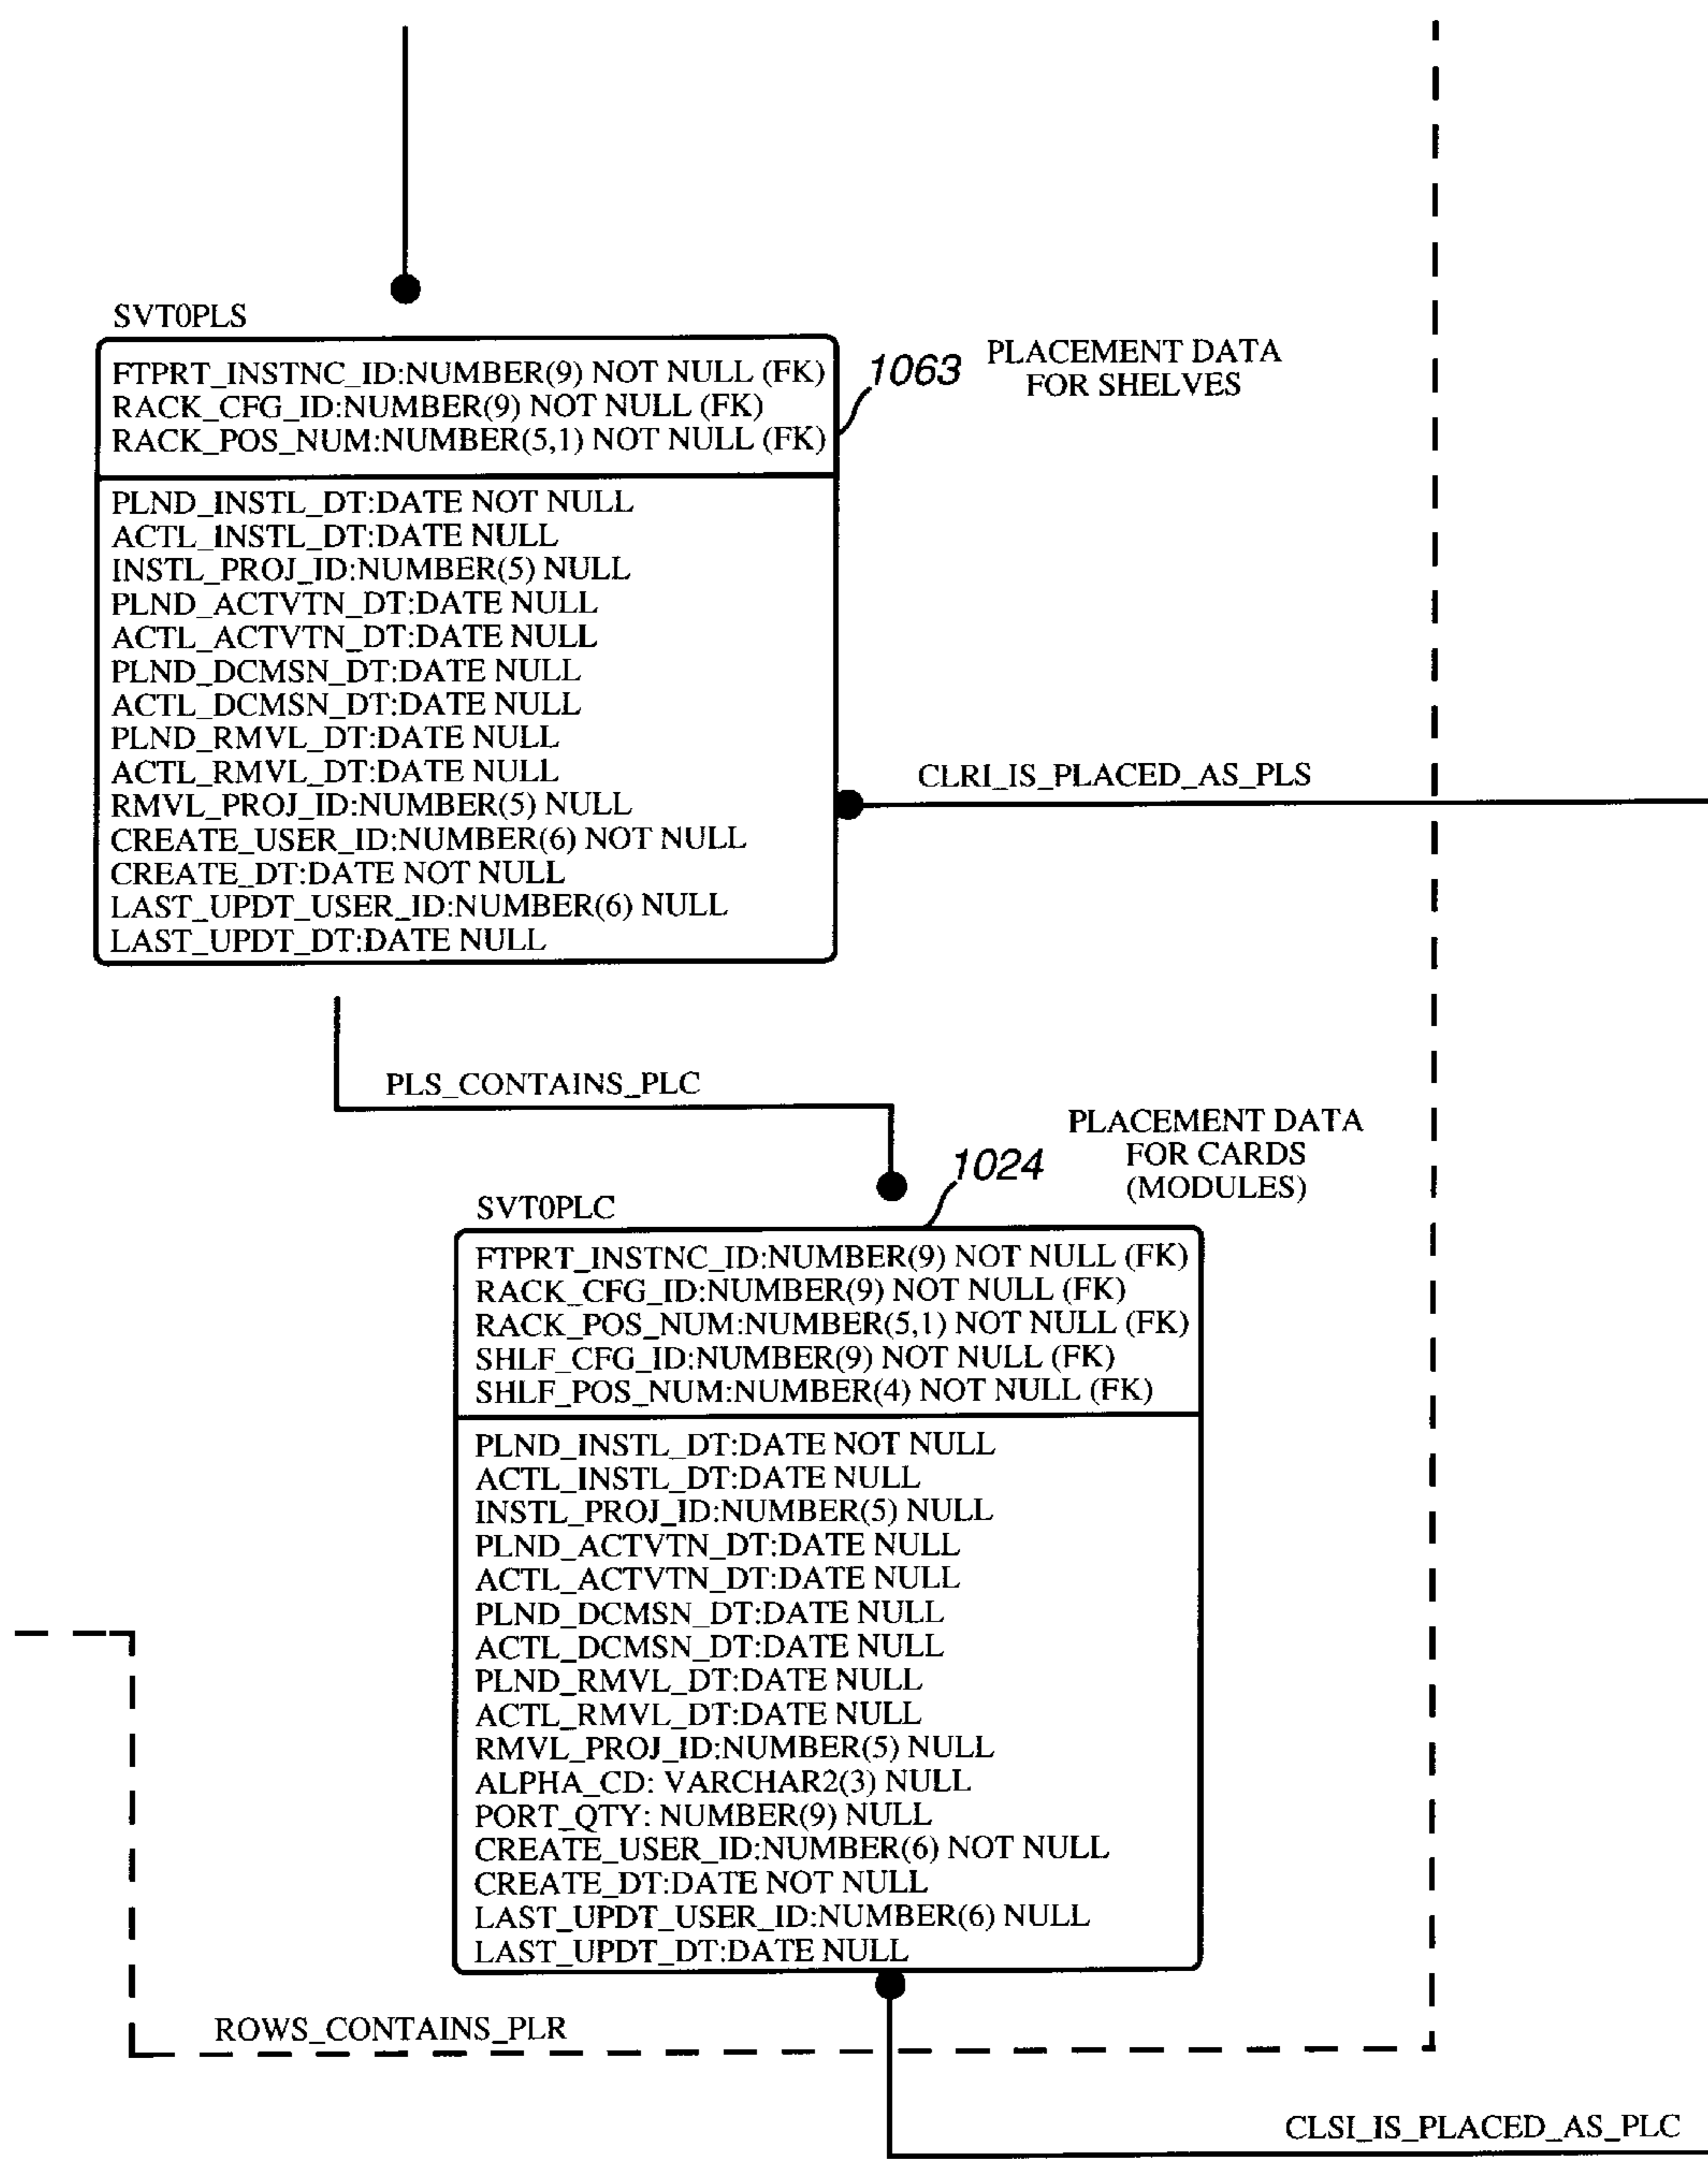 SVT0PLS
FTPRT_INSTNC_ID:NUMBER(9) NOT NULL (FK)
RACK_CFG_ID:NUMBER(9) NOT NULL (FK)
RACK_POS_NUM:NUMBER(5,1) NOT NULL (FK)
1063
PLACEMENT DATA
FOR SHELVES
PLND_INSTL_DT:DATE NOT NULL
ACTL_INSTL_DT:DATE NULL
INSTL_PROJ_ID:NUMBER(5) NULL
PLND_ACTVTN_DT:DATE NULL
ACTL_ACTVTN_DT:DATE NULL
PLND_DCMSN_DT:DATE NULL
ACTL_DCMSN_DT:DATE NULL
PLND_RMVL_DT:DATE NULL
ACTL_RMVL_DT:DATE NULL
RMVL_PROJ_ID:NUMBER(5) NULL
CREATE_USER_ID:NUMBER(6) NOT NULL
CREATE_DT:DATE NOT NULL
LAST_UPDT_USER_ID:NUMBER(6) NULL
LAST_UPDT_DT:DATE NULL
CLRI_IS_PLACED_AS_PLS
PLS_CONTAINS_PLC
1024
PLACEMENT DATA
FOR CARDS
(MODULES)
SVT0PLC
FTPRT_INSTNC_ID:NUMBER(9) NOT NULL (FK)
RACK_CFG_ID:NUMBER(9) NOT NULL (FK)
RACK_POS_NUM:NUMBER(5,1) NOT NULL (FK)
SHLF_CFG_ID:NUMBER(9) NOT NULL (FK)
SHLF_POS_NUM:NUMBER(4) NOT NULL (FK)
PLND_INSTL_DT:DATE NOT NULL
ACTL_INSTL_DT:DATE NULL
INSTL_PROJ_ID:NUMBER(5) NULL
PLND_ACTVTN_DT:DATE NULL
ACTL_ACTVTN_DT:DATE NULL
PLND_DCMSN_DT:DATE NULL
ACTL_DCMSN_DT:DATE NULL
PLND_RMVL_DT:DATE NULL
ACTL_RMVL_DT:DATE NULL
RMVL_PROJ_ID:NUMBER(5) NULL
ALPHA_CD: VARCHAR2(3) NULL
PORT_QTY: NUMBER(9) NULL
CREATE_USER_ID:NUMBER(6) NOT NULL
CREATE_DT:DATE NOT NULL
LAST_UPDT_USER_ID:NUMBER(6) NULL
LAST_UPDT_DT:DATE NULL
ROWS_CONTAINS_PLR
CLSI_IS_PLACED_AS_PLC